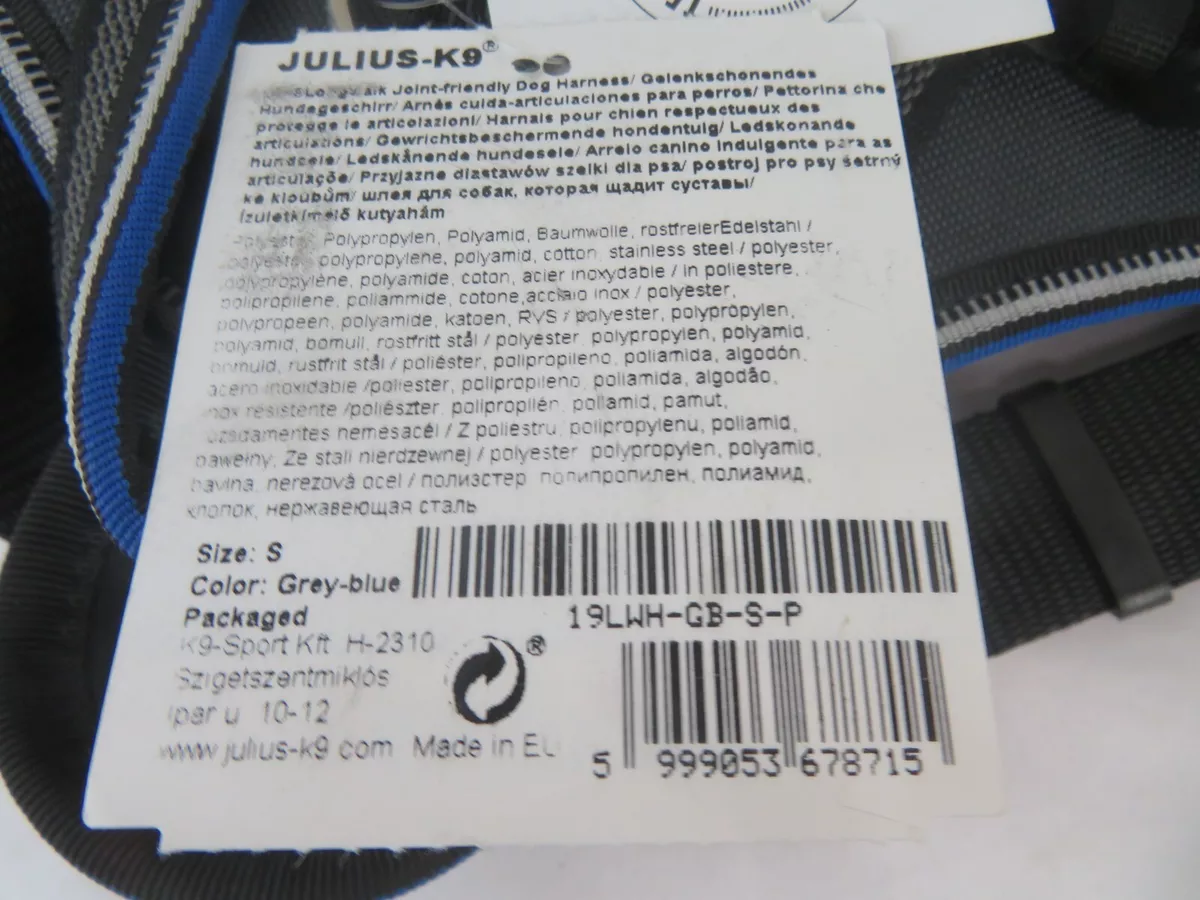 JULIUS-K9®
Joint-friendly Dog Harness/ Gelenkschonendes
Hundegeschirr/ Arnés cuida-articulaciones para perros/ Pettorina che
protegge le articolazioni/ Harnais pour chien respectueux des
articulations/ Gewrichtsbeschermende hondentuig/ Ledskonande
hundsele/ Ledskånende hundesele/ Arreio canino indulgente para as
articulaçõe/ Przyjazne dlastawów szelki dla psa/ postroj pro psy šetrný
ke kloubům/ шлея для собак, которая щадит суставы/
ízületkímélő kutyahám
Polyester, Polypropylen, Polyamid, Baumwolle, rostfreierEdelstahl /
polyester, polypropylene, polyamid, cotton, stainless steel / polyester,
polypropylène, polyamide, coton, acier inoxydable / in poliestere,
polipropilene, poliammide, cotone,acciaio inox / polyester,
polypropeen, polyamide, katoen, RVS / polyester, polypropylen,
polyamid, bomull, rostfritt stål / polyester, polypropylen, polyamid,
bomuld, rustfrit stål / poliéster, polipropileno, poliamida, algodón,
acero inoxidable /poliester, polipropileno, poliamida, algodão,
inox resistente /poliészter, polipropilén, poliamid, pamut,
rozsdamentes nemesacél / Z poliestru, polipropylenu, poliamid,
bawełny, Ze stali nierdzewnej / polyester, polypropylen, polyamid,
bavlna, nerezová ocel / полиэстер, полипропилен, полиамид,
хлопок, нержавеющая сталь
Size: S
Color: Grey-blue
Packaged
19LWH-GB-S-P
K9-Sport Kft H-2310
Szigetszentmiklós
Ipar u 10-12
www.julius-k9.com Made in EU
®
5 999053 678715